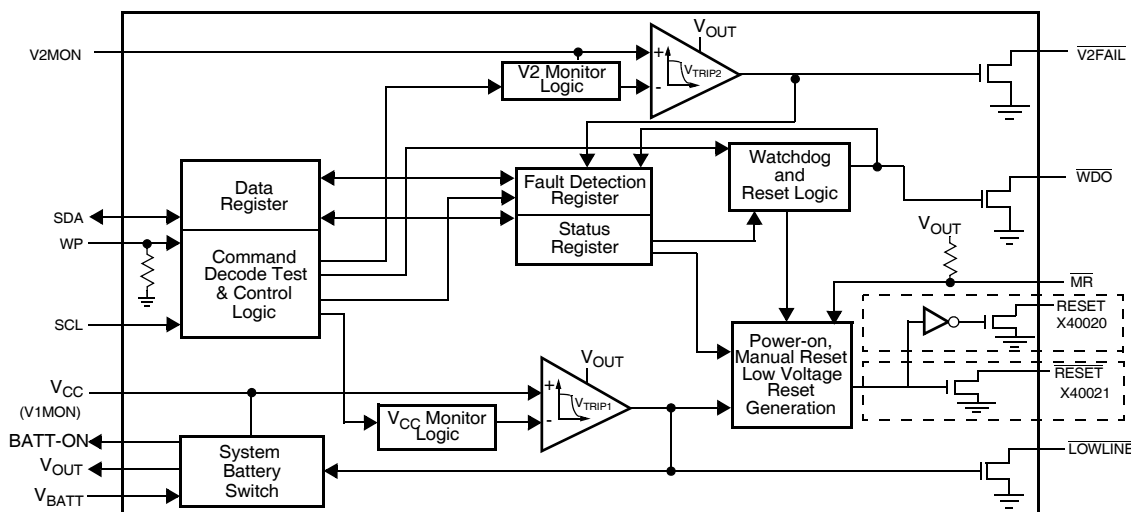 V2MON
V2 Monitor
Logic
+
-
VOUT
VTRIP2
V2FAIL
Data
Register
Command
Decode Test
& Control
Logic
SDA
WP
SCL
Fault Detection
Register
Status
Register
Watchdog
and
Reset Logic
WDO
VOUT
MR
Power-on,
Manual Reset
Low Voltage
Reset
Generation
RESET
X40020
RESET
X40021
VCC
(V1MON)
BATT-ON
VOUT
VBATT
System
Battery
Switch
VCC Monitor
Logic
+
-
VOUT
VTRIP1
LOWLINE